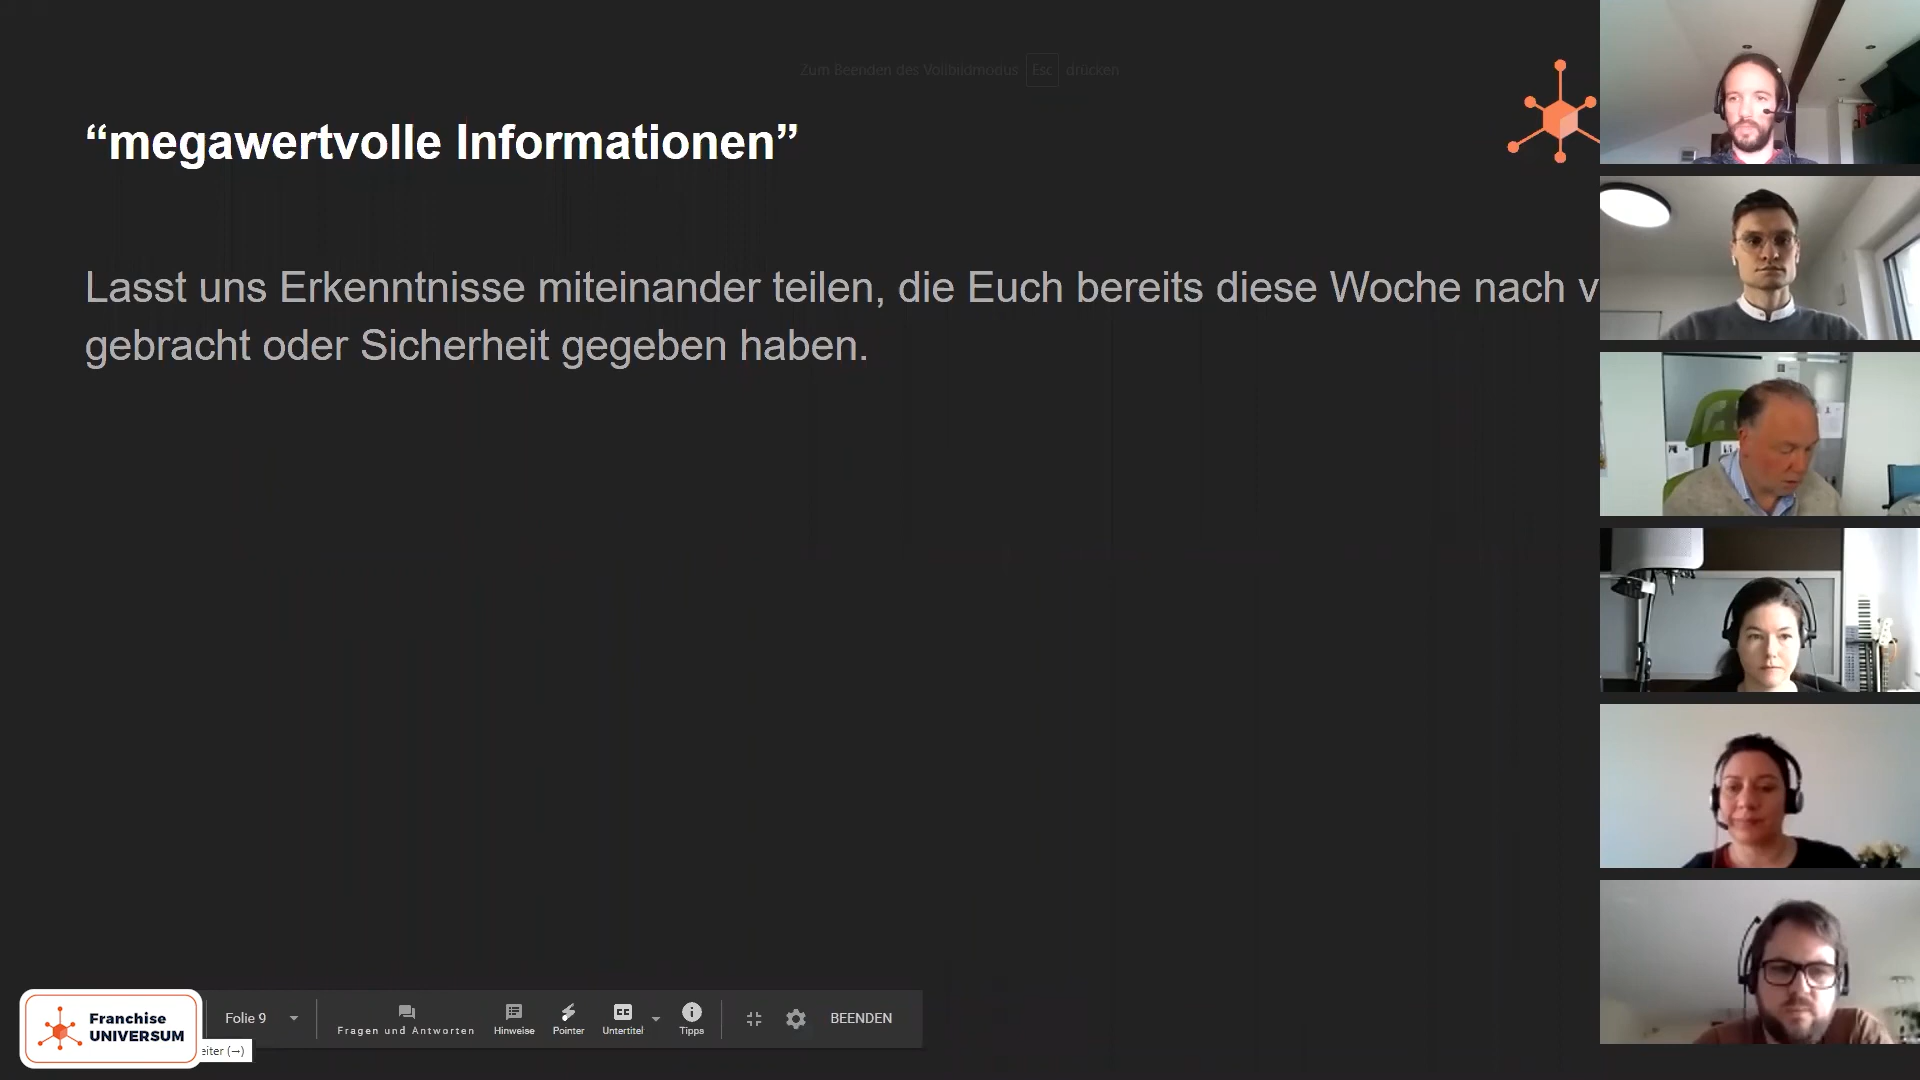 Zum Beenden des Vollbildmodus Esc drücken
“megawertvolle Informationen”
Lasst uns Erkenntnisse miteinander teilen, die Euch bereits diese Woche nach v
gebracht oder Sicherheit gegeben haben.
Franchise
UNIVERSUM
eiter (→)
Folie 9
Fragen und Antworten
Hinweise
Pointer
Untertitel
Tipps
BEENDEN